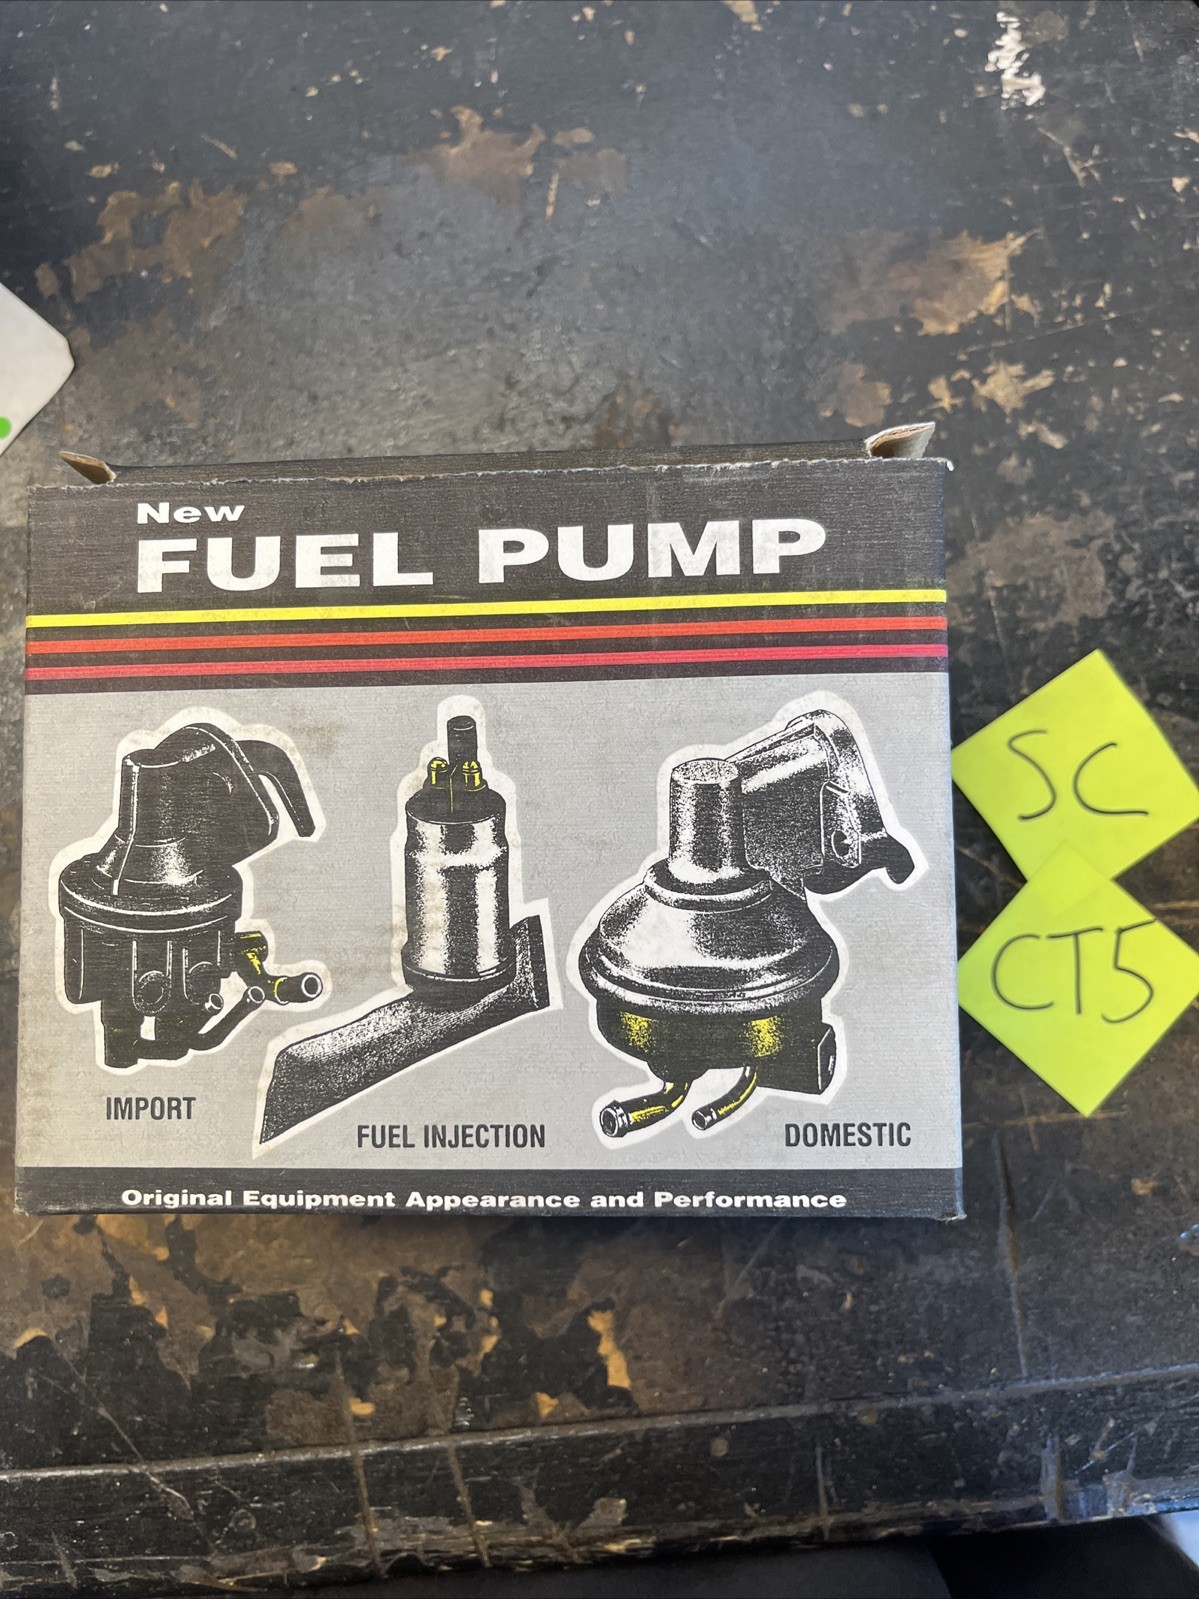 New
FUEL PUMP
SC
CT5
IMPORT
FUEL INJECTION
DOMESTIC
Original Equipment Appearance and Performance